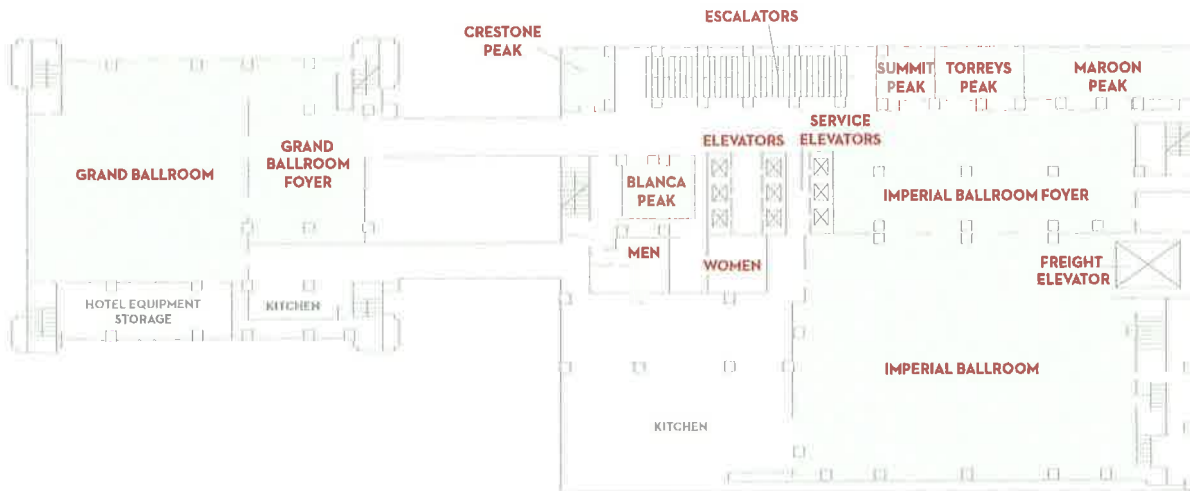 ESCALATORS
CRESTONE
PEAK
SUMMIT
PEAK
TORREYS
PEAK
MAROON
PEAK
SERVICE
ELEVATORS
ELEVATORS
GRAND
BALLROOM
FOYER
GRAND BALLROOM
BLANCA
PEAK
IMPERIAL BALLROOM FOYER
MEN
WOMEN
FREIGHT
ELEVATOR
HOTEL EQUIPMENT
STORAGE
KITCHEN
IMPERIAL BALLROOM
KITCHEN